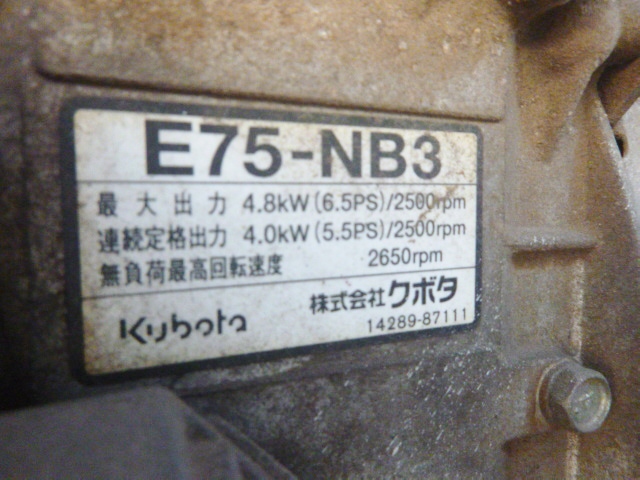 E75-NB3
最大出力 4.8kW(6.5PS)/2500rpm
連続定格出力 4.0kW(5.5PS)/2500rpm
無負荷最高回転速度 2650rpm
Kubota 株式会社クボタ
14289-87111